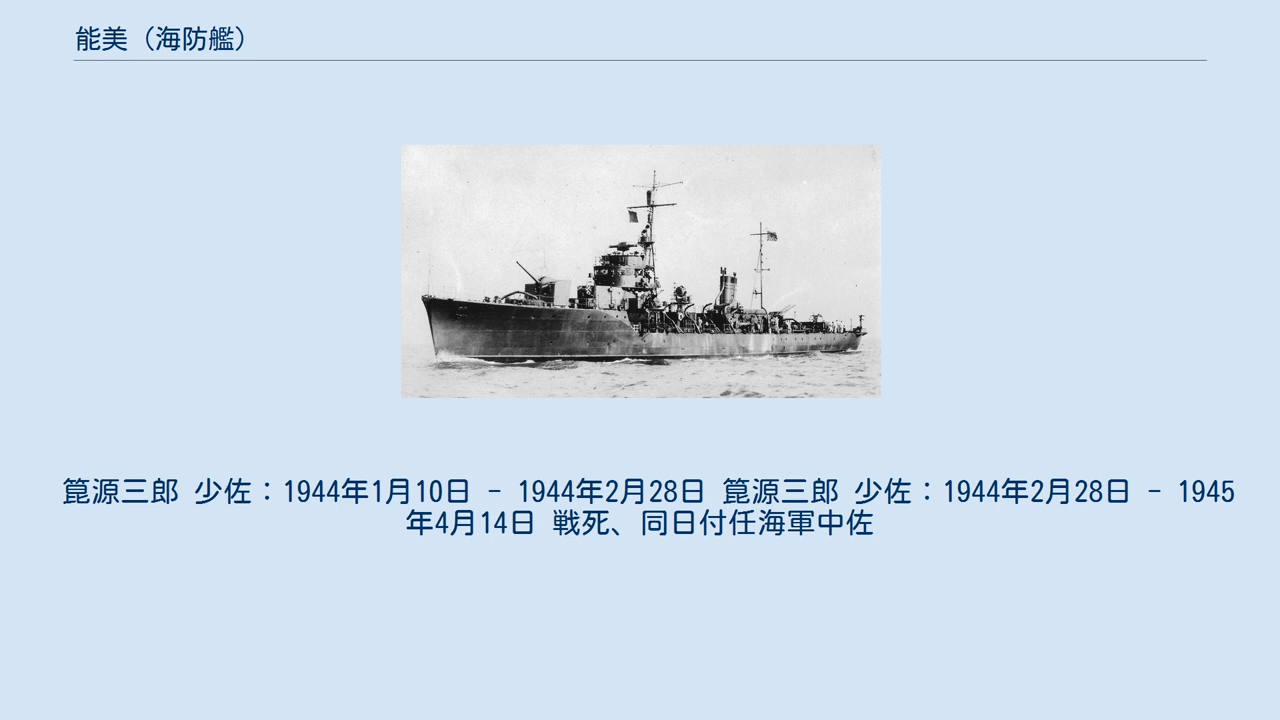 能美（海防艦）
箟源三郎 少佐：1944年1月10日 - 1944年2月28日 箟源三郎 少佐：1944年2月28日 - 1945
年4月14日 戦死、同日付任海軍中佐